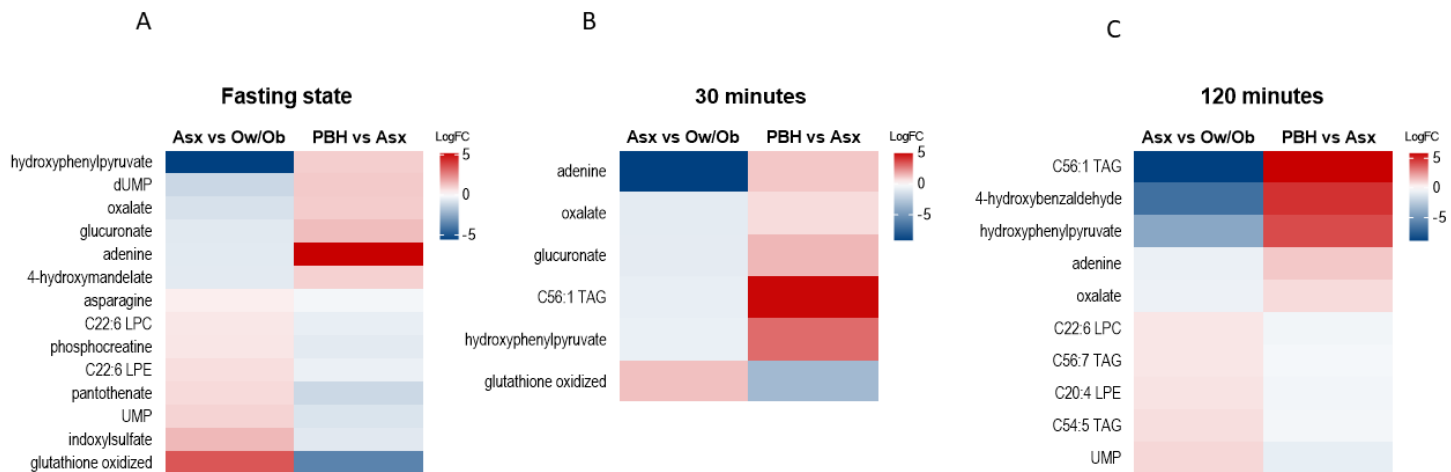 A
Fasting state
Asx vs Ow/Ob PBH vs Asx LogFC
hydroxyphenylpyruvate
dUMP
oxalate
glucuronate
adenine
4-hydroxymandelate
asparagine
C22:6 LPC
phosphocreatine
C22:6 LPE
pantothenate
UMP
indoxylsulfate
glutathione oxidized
5
0
-5
B
30 minutes
Asx vs Ow/Ob PBH vs Asx LogFC
adenine
oxalate
glucuronate
C56:1 TAG
hydroxyphenylpyruvate
glutathione oxidized
5
0
-5
C
120 minutes
Asx vs Ow/Ob PBH vs Asx LogFC
C56:1 TAG
4-hydroxybenzaldehyde
hydroxyphenylpyruvate
adenine
oxalate
C22:6 LPC
C56:7 TAG
C20:4 LPE
C54:5 TAG
UMP
5
0
-5